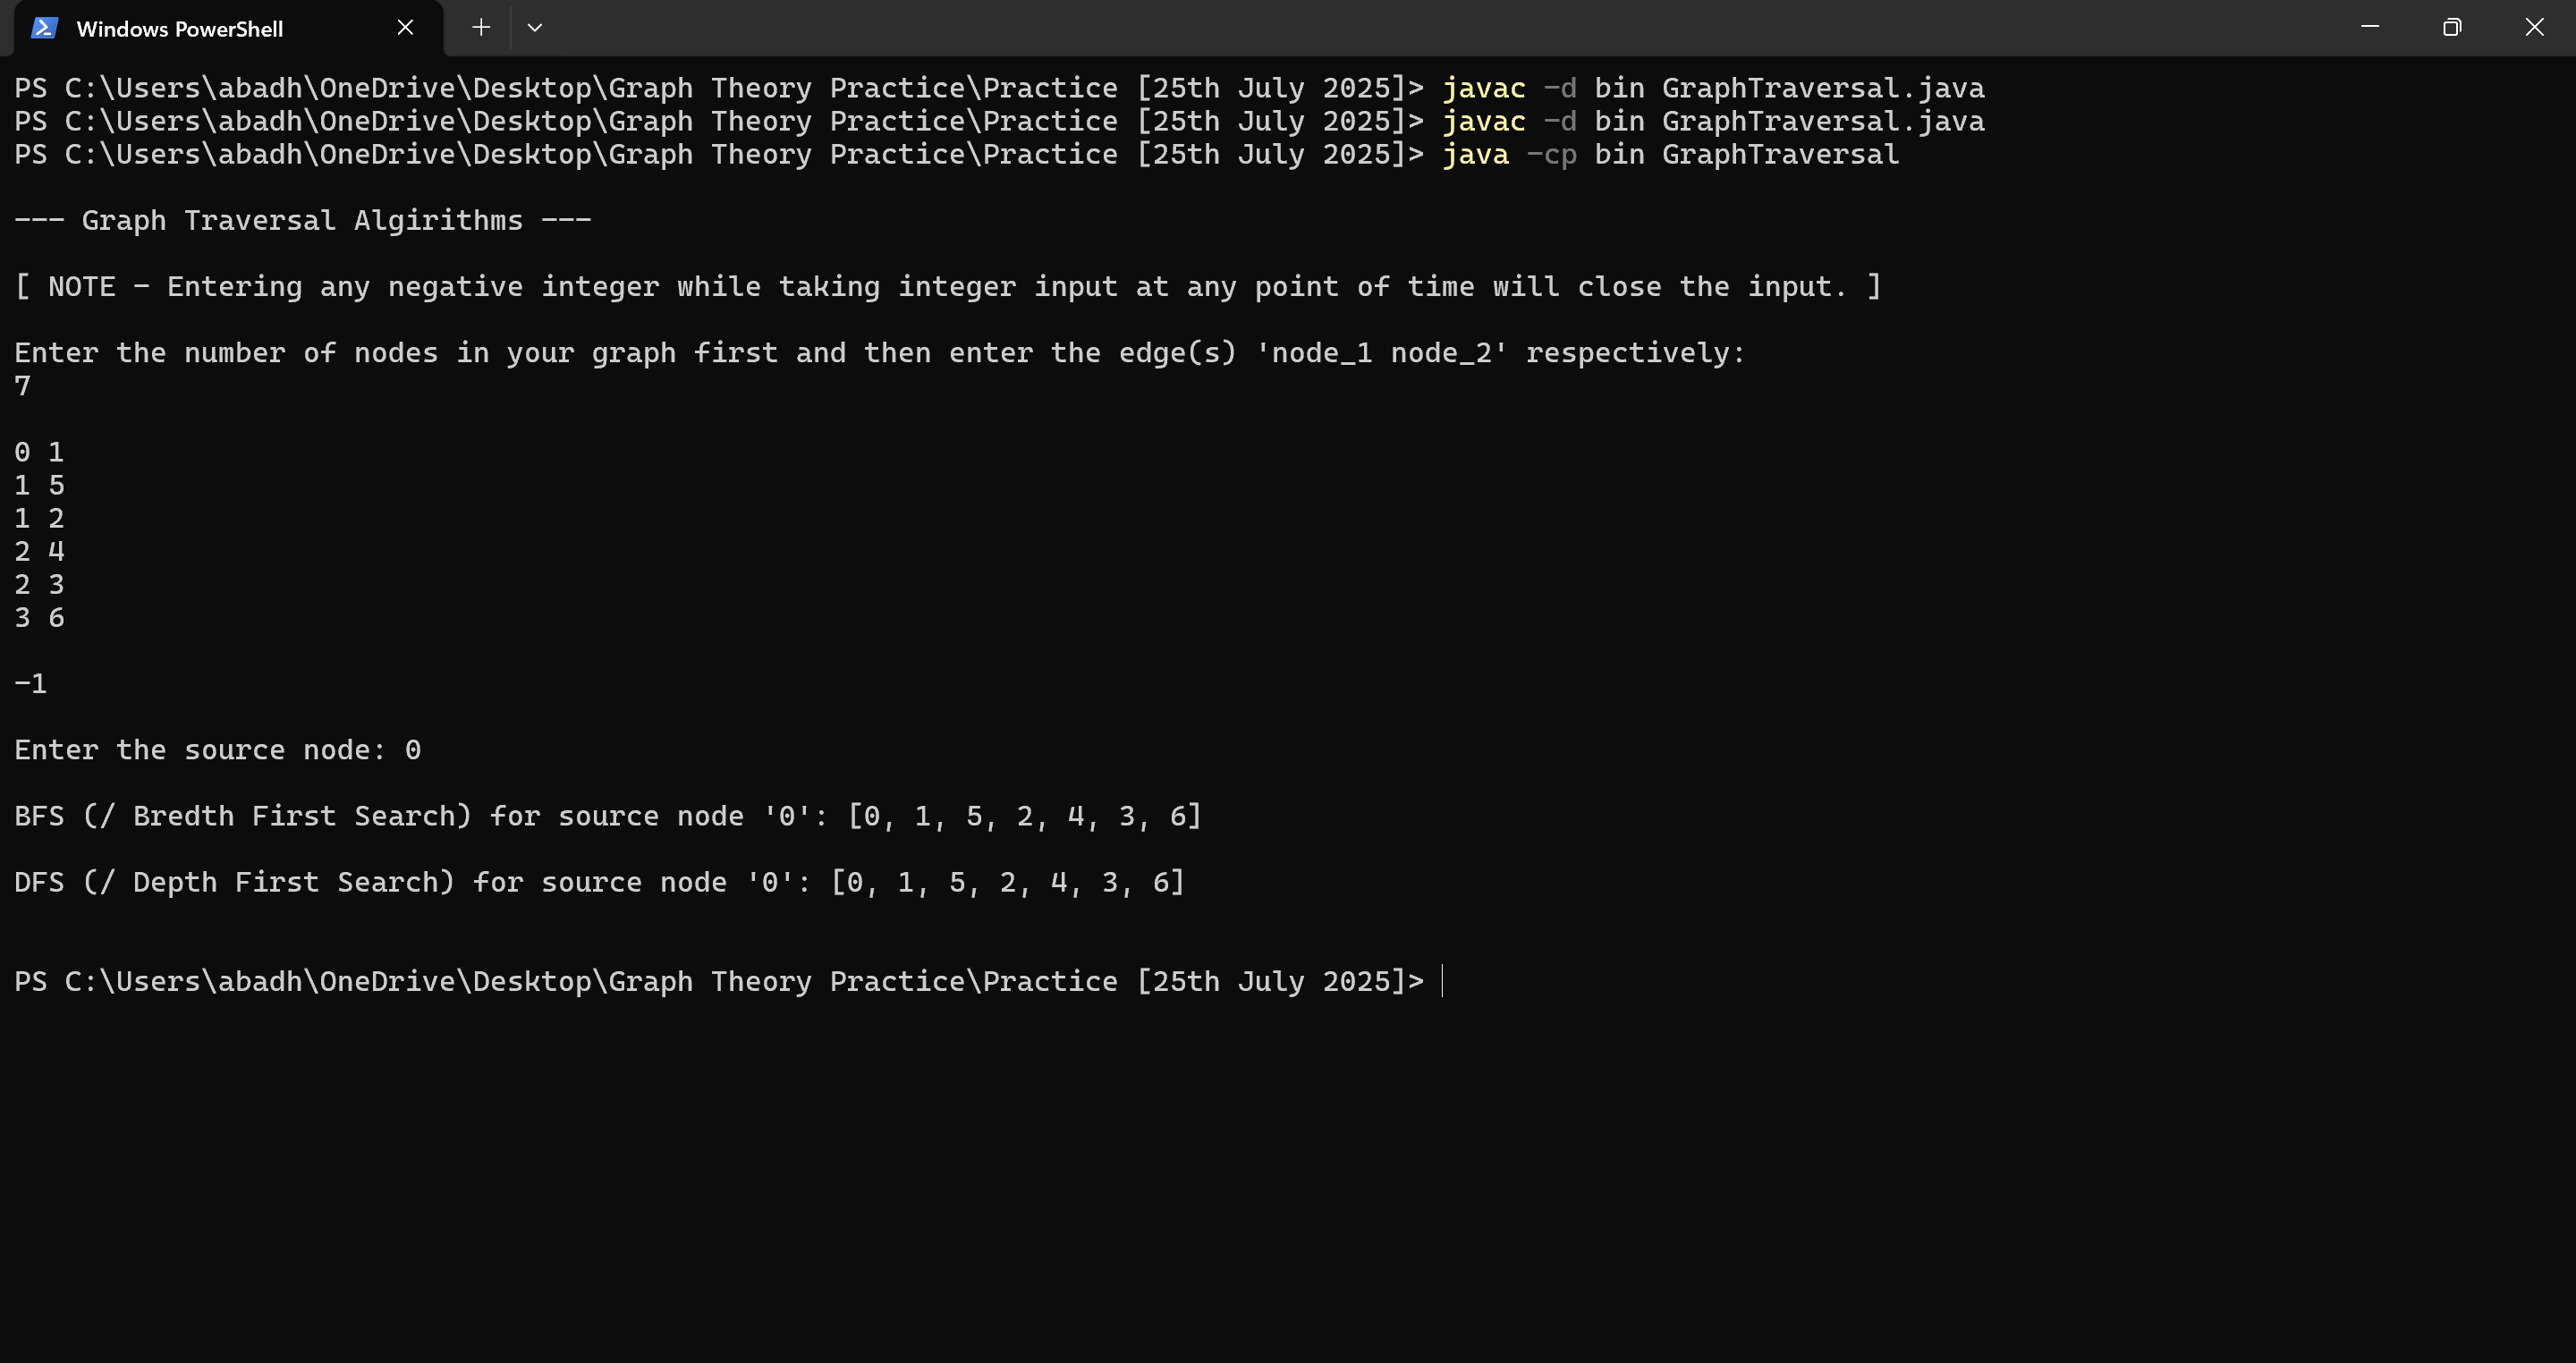 Windows PowerShell
PS C:\Users\abadh\OneDrive\Desktop\Graph Theory Practice\Practice [25th July 2025]> javac -d bin GraphTraversal.java
PS C:\Users\abadh\OneDrive\Desktop\Graph Theory Practice\Practice [25th July 2025]> javac -d bin GraphTraversal.java
PS C:\Users\abadh\OneDrive\Desktop\Graph Theory Practice\Practice [25th July 2025]> java -cp bin GraphTraversal
--- Graph Traversal Algirithms ---
[ NOTE - Entering any negative integer while taking integer input at any point of time will close the input. ]
Enter the number of nodes in your graph first and then enter the edge(s) 'node_1 node_2' respectively:
7
0 1
1 5
1 2
2 4
2 3
3 6
-1
Enter the source node: 0
BFS (/ Bredth First Search) for source node '0': [0, 1, 5, 2, 4, 3, 6]
DFS (/ Depth First Search) for source node '0': [0, 1, 5, 2, 4, 3, 6]
PS C:\Users\abadh\OneDrive\Desktop\Graph Theory Practice\Practice [25th July 2025]>